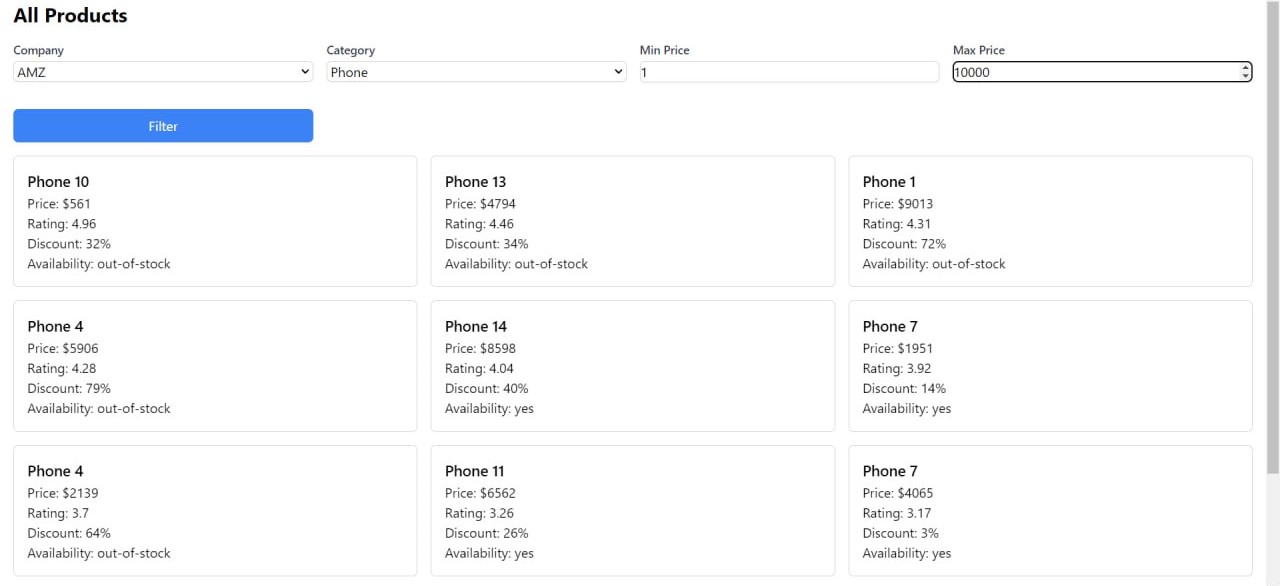 All Products
Company Category Min Price Max Price
AMZ Phone 1 10000
Filter
Phone 10
Price: $561
Rating: 4.96
Discount: 32%
Availability: out-of-stock
Phone 13
Price: $4794
Rating: 4.46
Discount: 34%
Availability: out-of-stock
Phone 1
Price: $9013
Rating: 4.31
Discount: 72%
Availability: out-of-stock
Phone 4
Price: $5906
Rating: 4.28
Discount: 79%
Availability: out-of-stock
Phone 14
Price: $8598
Rating: 4.04
Discount: 40%
Availability: yes
Phone 7
Price: $1951
Rating: 3.92
Discount: 14%
Availability: yes
Phone 4
Price: $2139
Rating: 3.7
Discount: 64%
Availability: out-of-stock
Phone 11
Price: $6562
Rating: 3.26
Discount: 26%
Availability: yes
Phone 7
Price: $4065
Rating: 3.17
Discount: 3%
Availability: yes